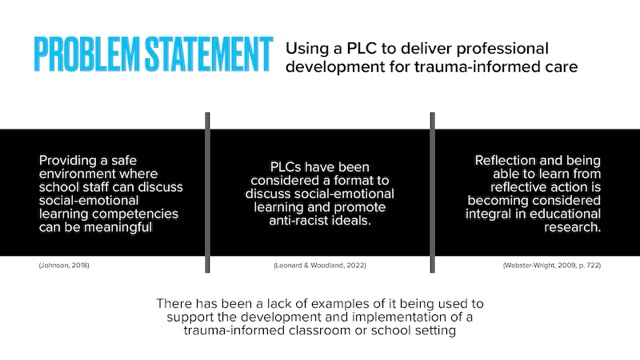 PROBLEM STATEMENT
Using a PLC to deliver professional
development for trauma-informed care
Providing a safe
environment where
school staff can discuss
social-emotional
learning competencies
can be meaningful
(Johnson, 2018)
PLCs have been
considered a format to
discuss social-emotional
learning and promote
anti-racist ideals.
(Leonard & Woodland, 2022)
Reflection and being
able to learn from
reflective action is
becoming considered
integral in educational
research.
(Webster-Wright, 2009, p. 722)
There has been a lack of examples of it being used to
support the development and implementation of a
trauma-informed classroom or school setting